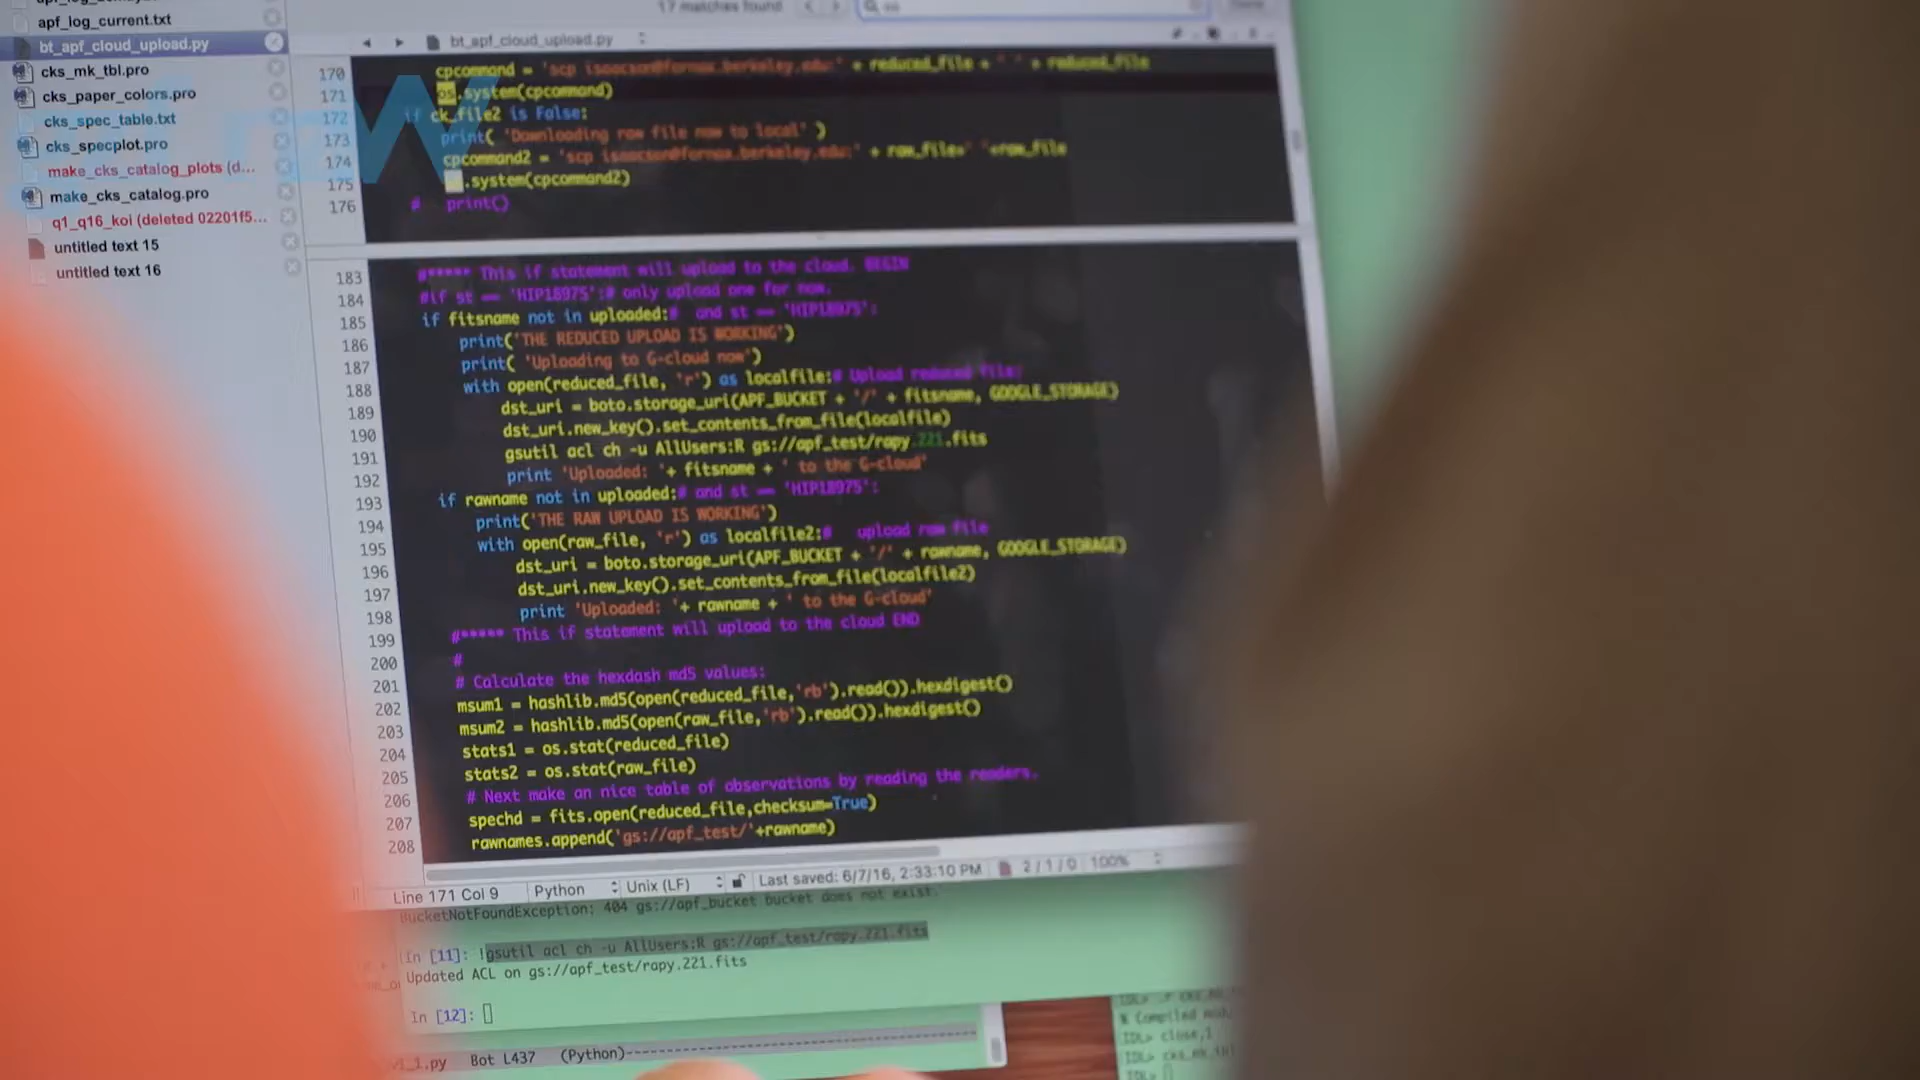 17 matches found
apf_log_current.txt
bt_apf_cloud_upload.py
cks_mk_tbl.pro
cks_paper_colors.pro
cks_spec_table.txt
cks_specplot.pro
make_cks_catalog_plots (d...
make_cks_catalog.pro
q1_q16_koi (deleted 02201f5...
untitled text 15
untitled text 16
bt_apf_cloud_upload.py
170 cpcommand = 'scp isaacson@formax.berkeley.edu:' + reduced_file + " " + reduced_file
171 os.system(cpcommand)
172 if ck_file2 is False:
173 print( 'Downloading raw file now to local' )
174 cpcommand2 = 'scp isaacson@formax.berkeley.edu:' + raw_file+" "+raw_file
175 .system(cpcommand2)
176 # print()
183 #***** This if statement will upload to the cloud. BEGIN
184 #if st == 'HIP18975':# only upload one for now.
185 if fitsname not in uploaded:# and st == 'HIP18975':
186 print('THE REDUCED UPLOAD IS WORKING')
187 print( 'Uploading to G-cloud now')
188 with open(reduced_file, 'r') as localfile:# Upload reduced file:
189 dst_uri = boto.storage_uri(APF_BUCKET + '/' + fitsname, GOOGLE_STORAGE)
190 dst_uri.new_key().set_contents_from_file(localfile)
191 gsutil acl ch -u AllUsers:R gs://apf_test/rapy.221.fits
192 print 'Uploaded: '+ fitsname + ' to the G-cloud'
193 if rawname not in uploaded:# and st == 'HIP18975':
194 print('THE RAW UPLOAD IS WORKING')
195 with open(raw_file, 'r') as localfile2:# upload raw file
196 dst_uri = boto.storage_uri(APF_BUCKET + '/' + rawname, GOOGLE_STORAGE)
197 dst_uri.new_key().set_contents_from_file(localfile2)
198 print 'Uploaded: '+ rawname + ' to the G-cloud'
199 #***** This if statement will upload to the cloud END
200 #
201 # Calculate the hexdash md5 values:
202 msum1 = hashlib.md5(open(reduced_file,'rb').read()).hexdigest()
203 msum2 = hashlib.md5(open(raw_file,'rb').read()).hexdigest()
204 stats1 = os.stat(reduced_file)
205 stats2 = os.stat(raw_file)
206 # Next make an nice table of observations by reading the readers.
207 spechd = fits.open(reduced_file,checksum=True)
208 rawnames.append('gs://apf_test/'+rawname)
Line 171 Col 9 Python Unix (LF) Last saved: 6/7/16, 2:33:10 PM 2 / 1 / 0 100%
BucketNotFoundException: 404 gs://apf_bucket bucket does not exist.
In [11]: !gsutil acl ch -u AllUsers:R gs://apf_test/rapy.221.fits
Updated ACL on gs://apf_test/rapy.221.fits
In [12]:
Bot L437 (Python)
% Compiled
IDL> close,1
IDL>
IDL>